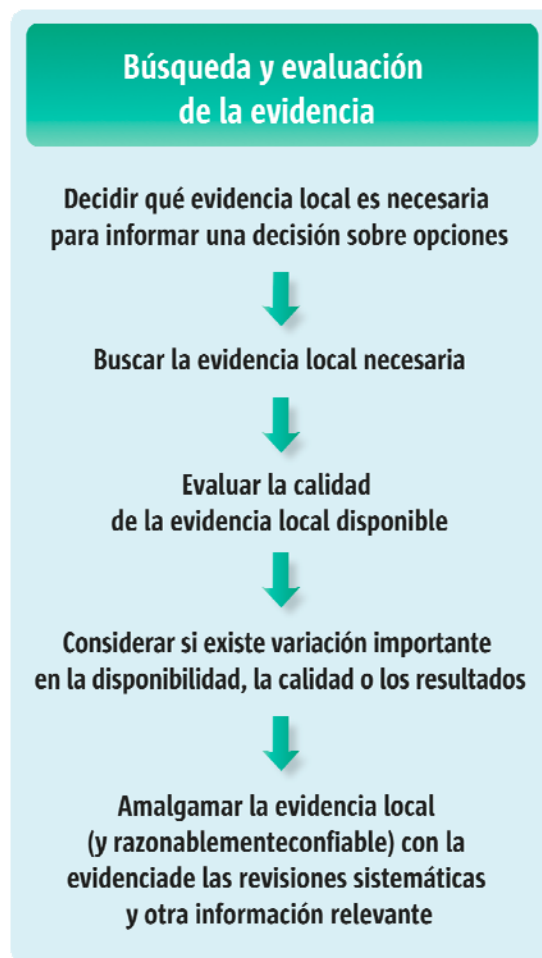 Búsqueda y evaluación
de la evidencia
Decidir qué evidencia local es necesaria
para informar una decisión sobre opciones
Buscar la evidencia local necesaria
Evaluar la calidad
de la evidencia local disponible
Considerar si existe variación importante
en la disponibilidad, la calidad o los resultados
Amalgamar la evidencia local
(y razonablementeconfiable) con la
evidenciade las revisiones sistemáticas
y otra información relevante